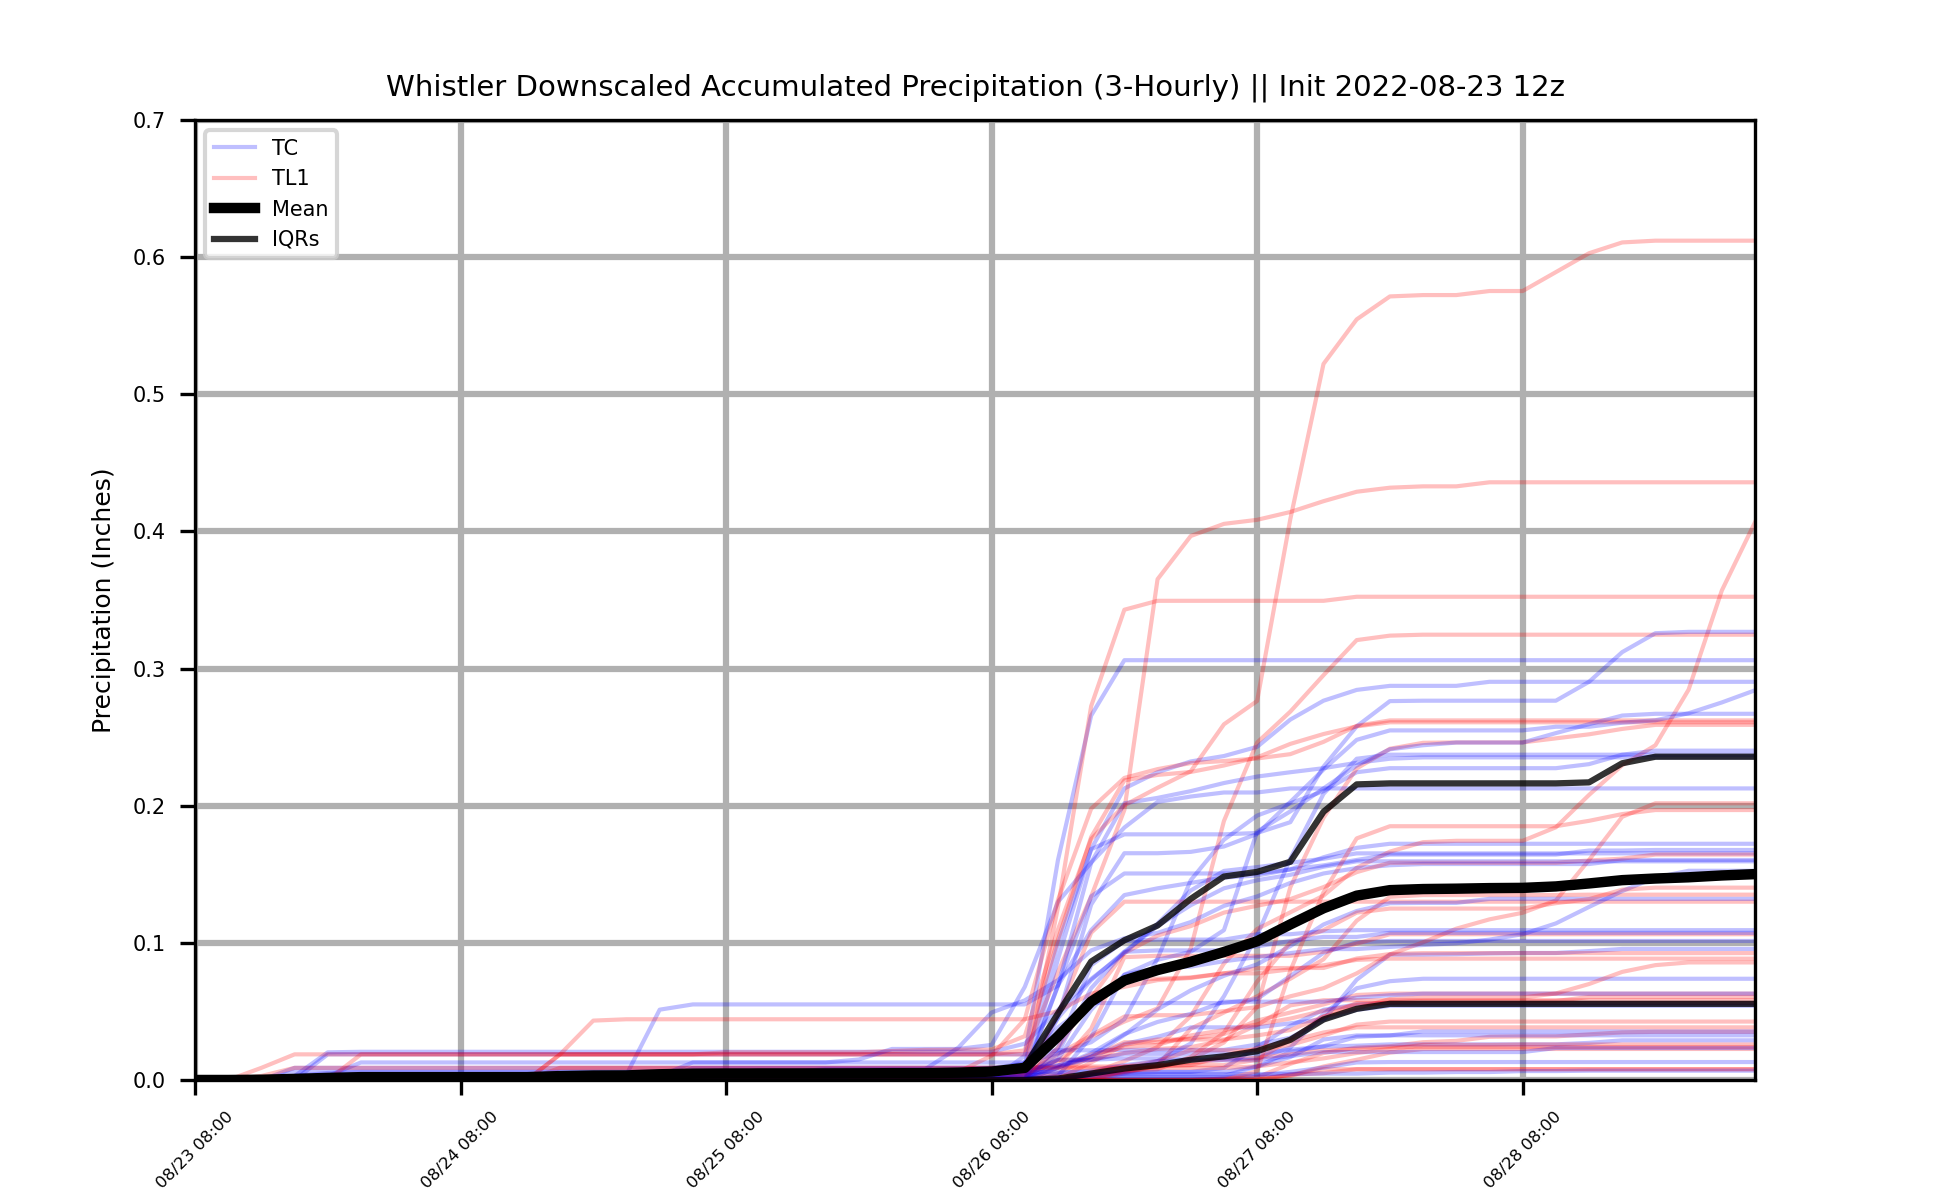 Whistler Downscaled Accumulated Precipitation (3-Hourly) || Init 2022-08-23 12z
TC
TL1
Mean
IQRs
Precipitation (Inches)
0.7
0.6
0.5
0.4
0.3
0.2
0.1
0.0
08/23 08:00
08/24 08:00
08/25 08:00
08/26 08:00
08/27 08:00
08/28 08:00